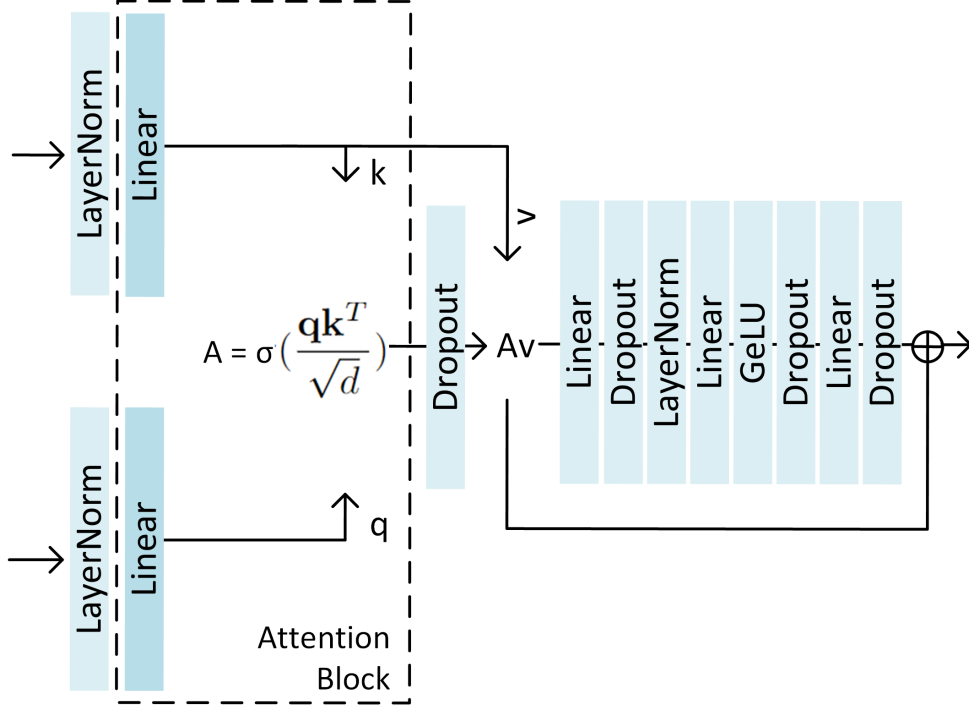 LayerNorm
Linear
k
v
A = σ(qk^T/√d)
Dropout
Av
Linear
Dropout
LayerNorm
Linear
GeLU
Dropout
Linear
Dropout
LayerNorm
Linear
q
Attention
Block